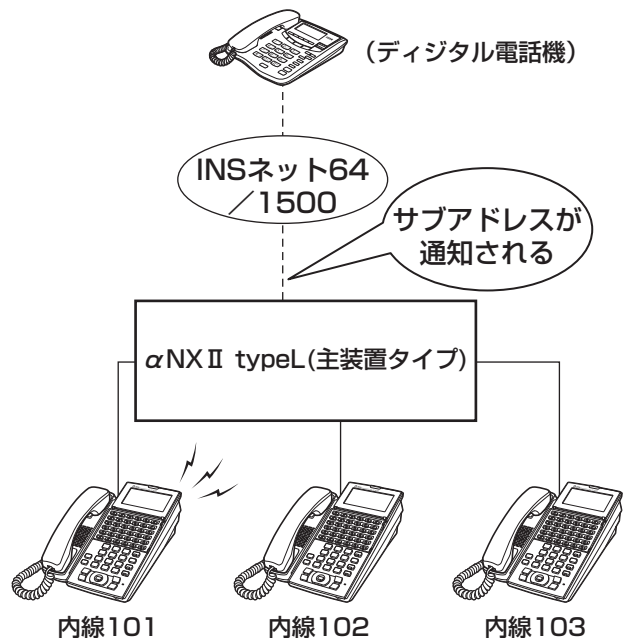 （ディジタル電話機）
INSネット64
／1500
サブアドレスが
通知される
αNXⅡ typeL(主装置タイプ)
内線101
内線102
内線103